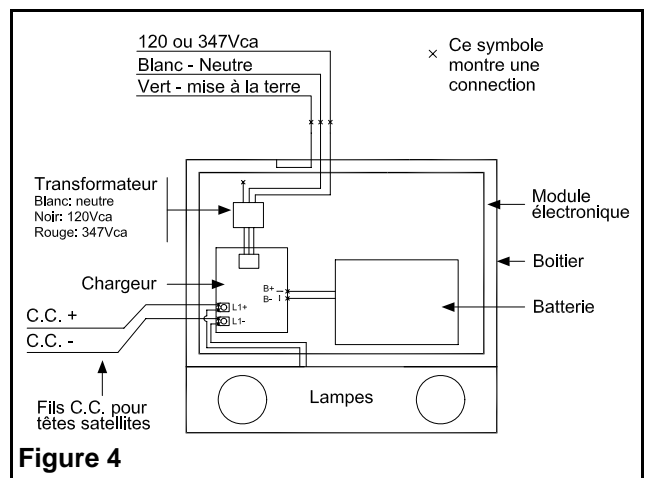 120 ou 347Vca
Blanc - Neutre
Vert - mise à la terre
× Ce symbole
montre une
connection
Transformateur
Blanc: neutre
Noir: 120Vca
Rouge: 347Vca
Module
électronique
Chargeur
Boitier
B+
B-
Batterie
L1+
L1-
C.C. +
C.C. -
Fils C.C. pour
têtes satellites
Lampes
Figure 4